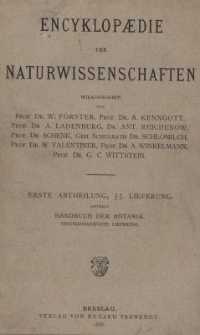 ENCYKLOPÆDIE
DER
NATURWISSENSCHAFTEN
HERAUSGEGEBEN
VON
PROF. DR. W. FÖRSTER, PROF. DR. A. KENNGOTT,
PROF. DR. A. LADENBURG, DR. ANT. REICHENOW,
PROF. DR. SCHENK, GEH. SCHULRATH DR. SCHLÖMILCH,
PROF. DR. W. VALENTINER, PROF. DR. A. WINKELMANN,
PROF. DR. G. C. WITTSTEIN.
ERSTE ABTHEILUNG, 55. LIEFERUNG.
ENTHÄLT:
HANDBUCH DER BOTANIK.
LIEFERUNG.
BRESLAU,
VERLAG VON EDUARD TREWENDT.